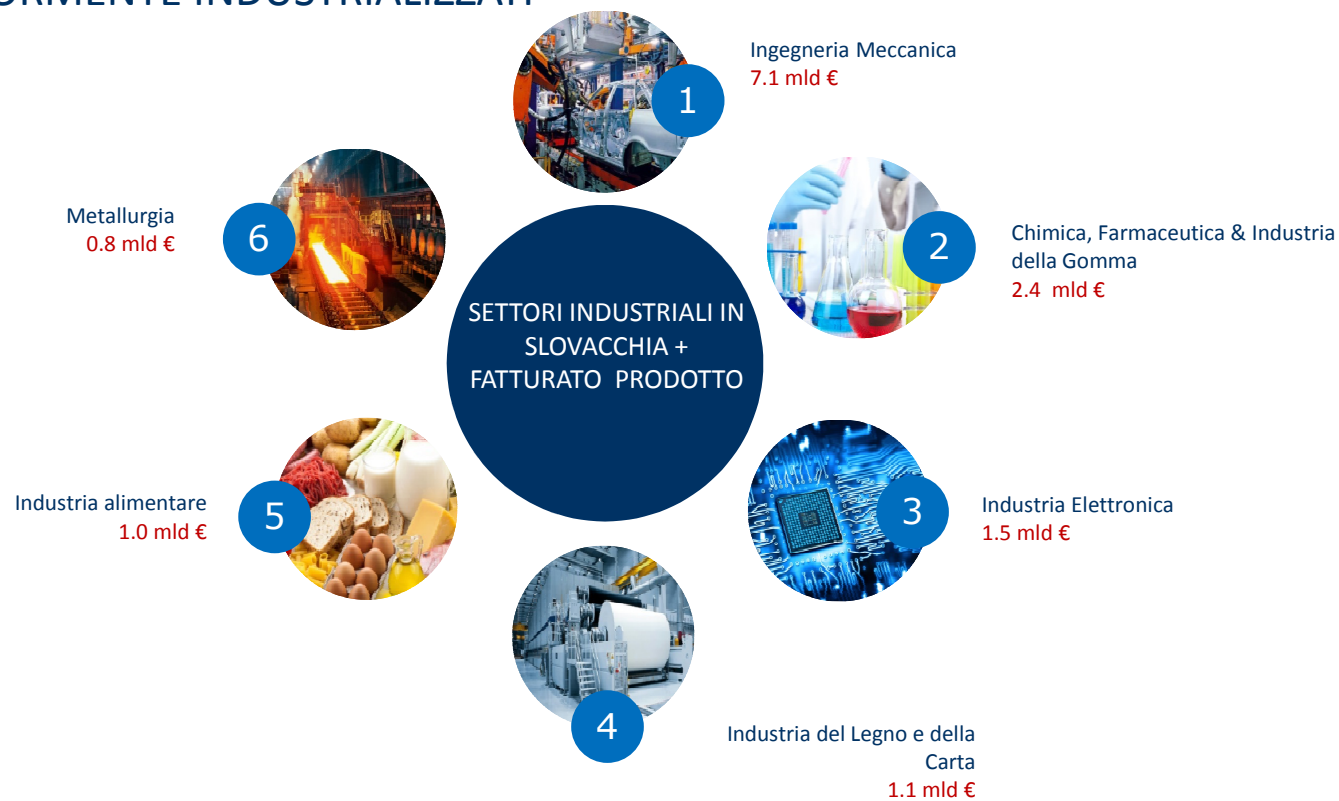 INDUSTRIALIZZATI
1
Ingegneria Meccanica
7.1 mld €
2
Chimica, Farmaceutica & Industria
della Gomma
2.4 mld €
3
Industria Elettronica
1.5 mld €
4
Industria del Legno e della
Carta
1.1 mld €
5
Industria alimentare
1.0 mld €
6
Metallurgia
0.8 mld €
SETTORI INDUSTRIALI IN
SLOVACCHIA +
FATTURATO PRODOTTO